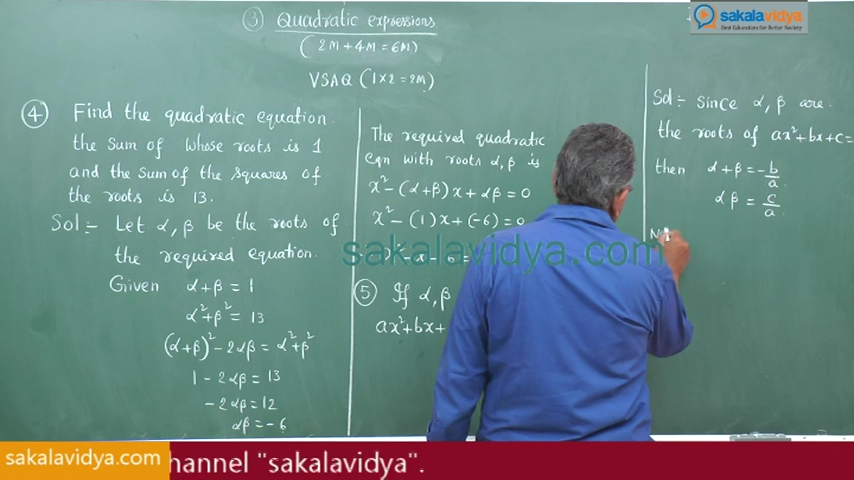 ③ Quadratic expressions
(2M+4M=6M)
VSAQ (1×2=2M)
sakalavidya
Best Education for Better Society
④ Find the quadratic equation.
the sum of whose roots is 1
and the sum of the squares of
the roots is 13.
Sol:- Let α, β be the roots of
the required equation.
Given α+β = 1
α²+β² = 13
(α+β)² - 2αβ = α²+β²
1 - 2αβ = 13
-2αβ = 12
αβ = -6
The required quadratic
eqn with roots α, β is
x² - (α+β)x + αβ = 0
x² - (1)x + (-6) = 0
x² - x - 6 =
⑤ If α, β
ax²+bx+
Sol:- Since α, β are
the roots of ax²+bx+c=
then α+β = -b/a
αβ = c/a
sakalavidya.com
sakalavidya.com
hannel "sakalavidya".